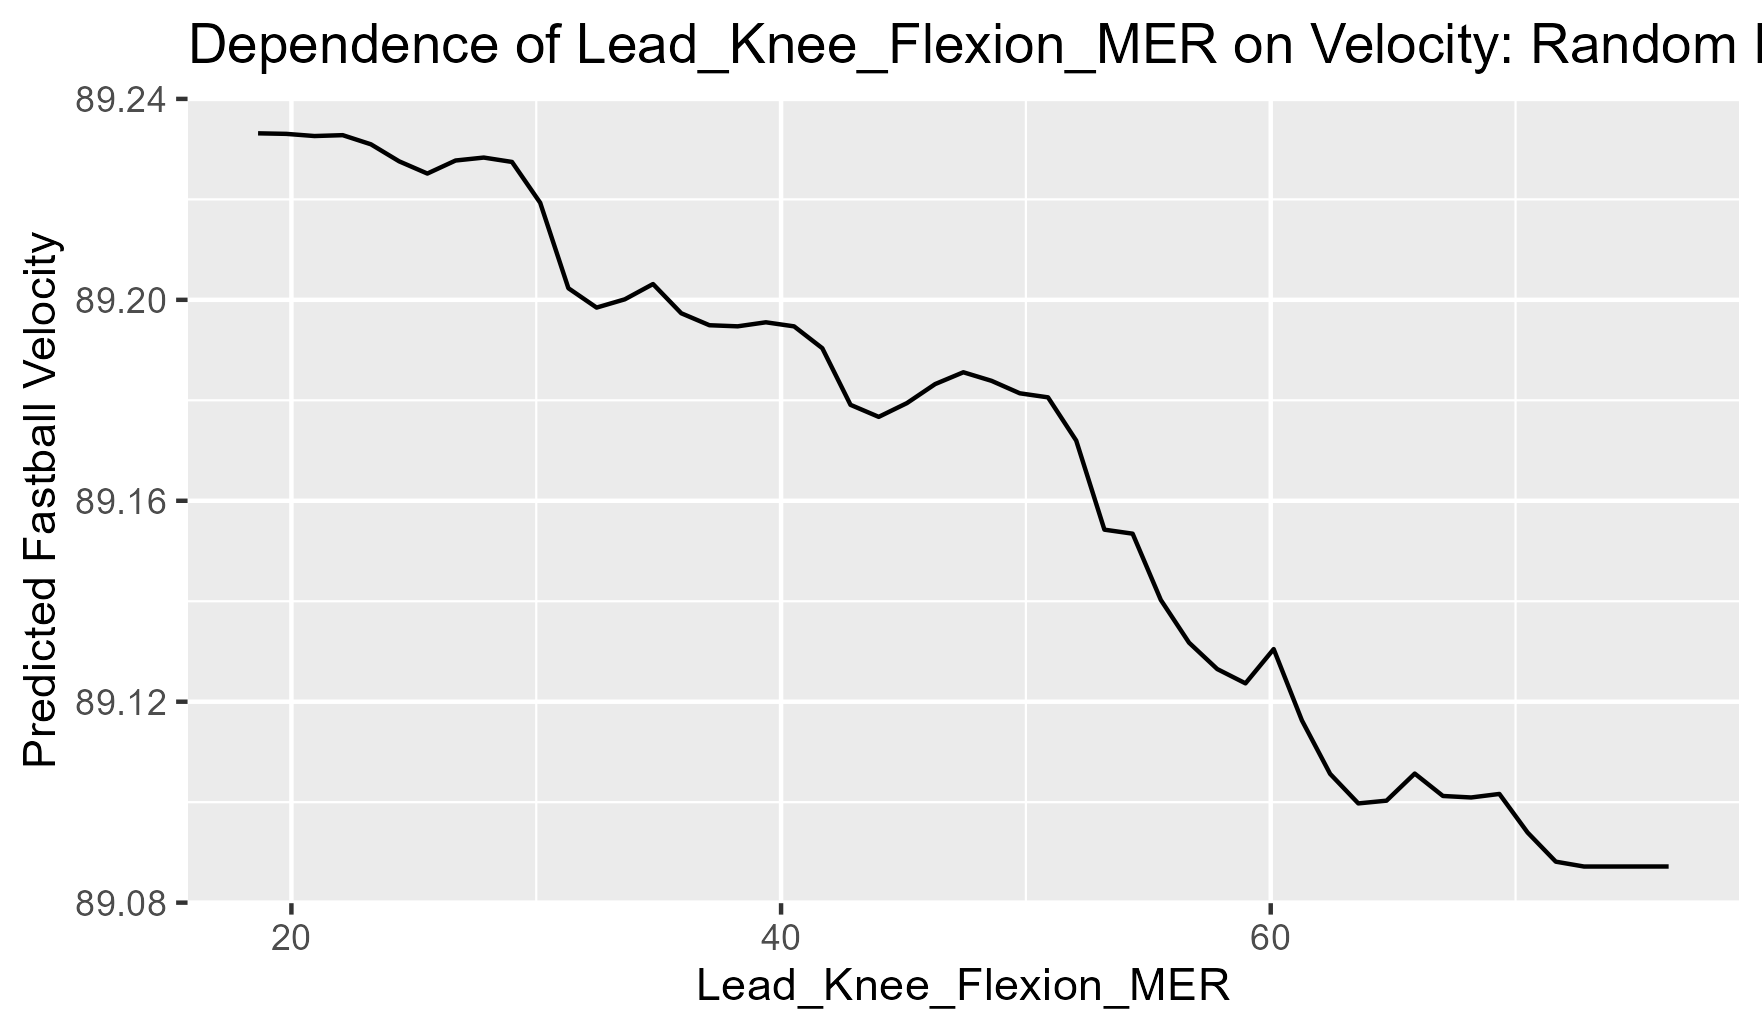 Dependence of Lead_Knee_Flexion_MER on Velocity: Random
Predicted Fastball Velocity
89.24
89.20
89.16
89.12
89.08
20 40 60
Lead_Knee_Flexion_MER